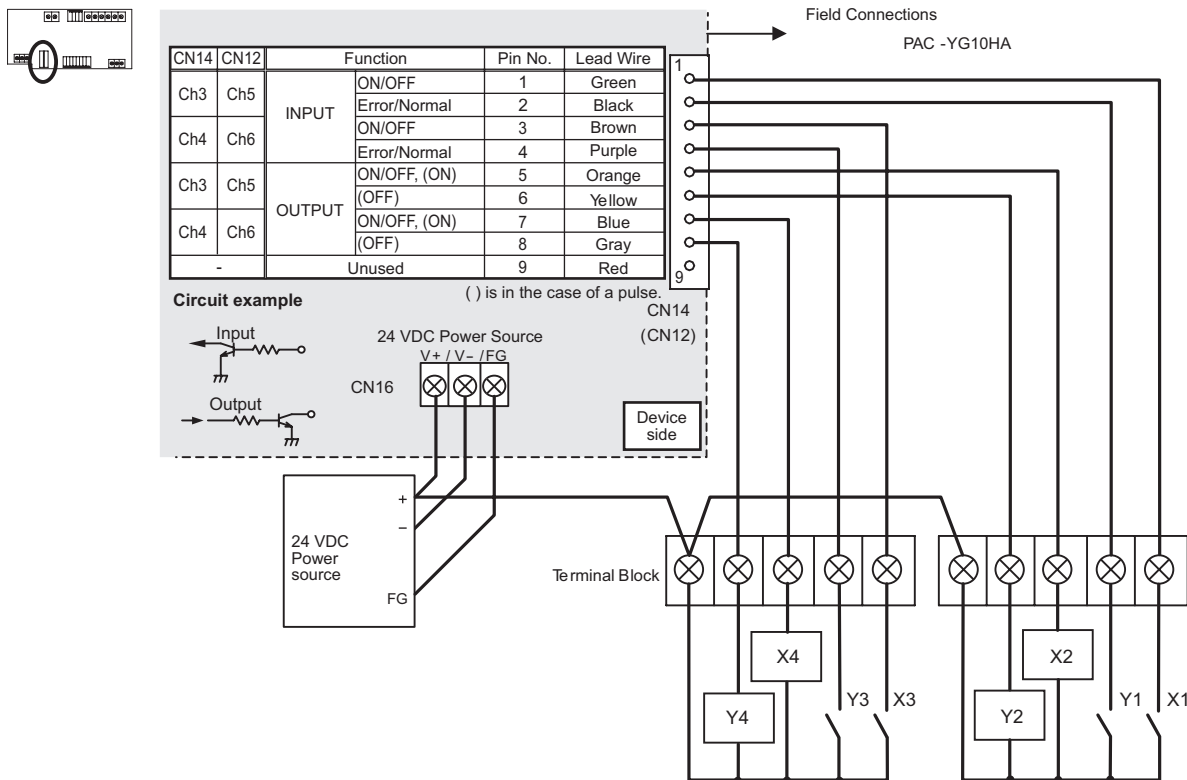 Field Connections
PAC -YG10HA
CN14 CN12 Function Pin No. Lead Wire
Ch3 Ch5 INPUT ON/OFF 1 Green
Error/Normal 2 Black
Ch4 Ch6 ON/OFF 3 Brown
Error/Normal 4 Purple
Ch3 Ch5 OUTPUT ON/OFF, (ON) 5 Orange
(OFF) 6 Yellow
Ch4 Ch6 ON/OFF, (ON) 7 Blue
(OFF) 8 Gray
- Unused 9 Red
1
9
( ) is in the case of a pulse.
CN14
(CN12)
Circuit example
Input
Output
24 VDC Power Source
V+ / V- /FG
CN16
Device
side
+
−
24 VDC
Power
source
FG
Terminal Block
X4
Y4
Y3
X3
X2
Y2
Y1
X1